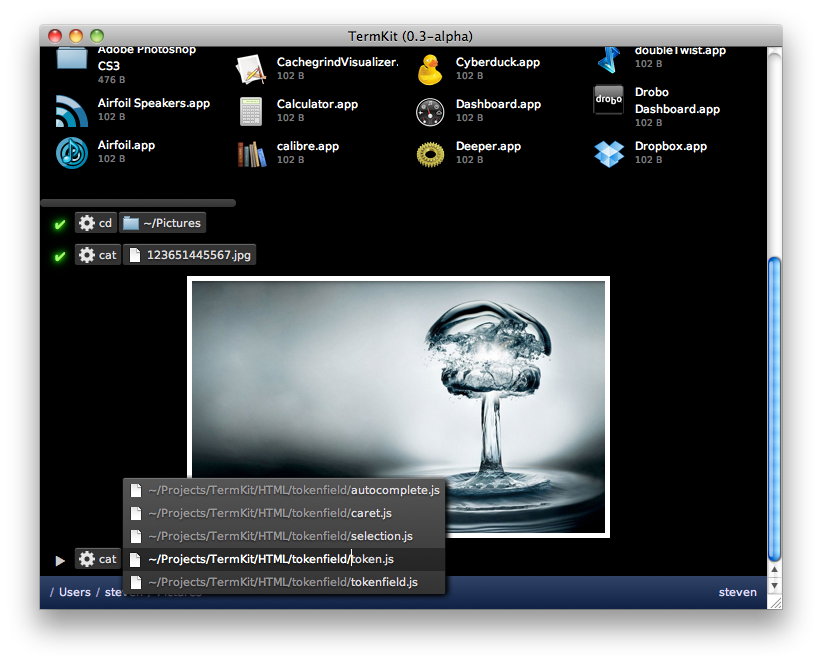 TermKit (0.3-alpha)
Adobe Photoshop
CS3
476 B
CachegrindVisualizer.
102 B
Cyberduck.app
102 B
doubleTwist.app
102 B
Airfoil Speakers.app
102 B
Calculator.app
102 B
Dashboard.app
102 B
drobo
Drobo
Dashboard.app
102 B
Airfoil.app
102 B
calibre.app
102 B
Deeper.app
102 B
Dropbox.app
102 B
cd ~/Pictures
cat 123651445567.jpg
~/Projects/TermKit/HTML/tokenfield/autocomplete.js
~/Projects/TermKit/HTML/tokenfield/caret.js
~/Projects/TermKit/HTML/tokenfield/selection.js
cat ~/Projects/TermKit/HTML/tokenfield/token.js
~/Projects/TermKit/HTML/tokenfield/tokenfield.js
/ Users / steven / Pictures
steven